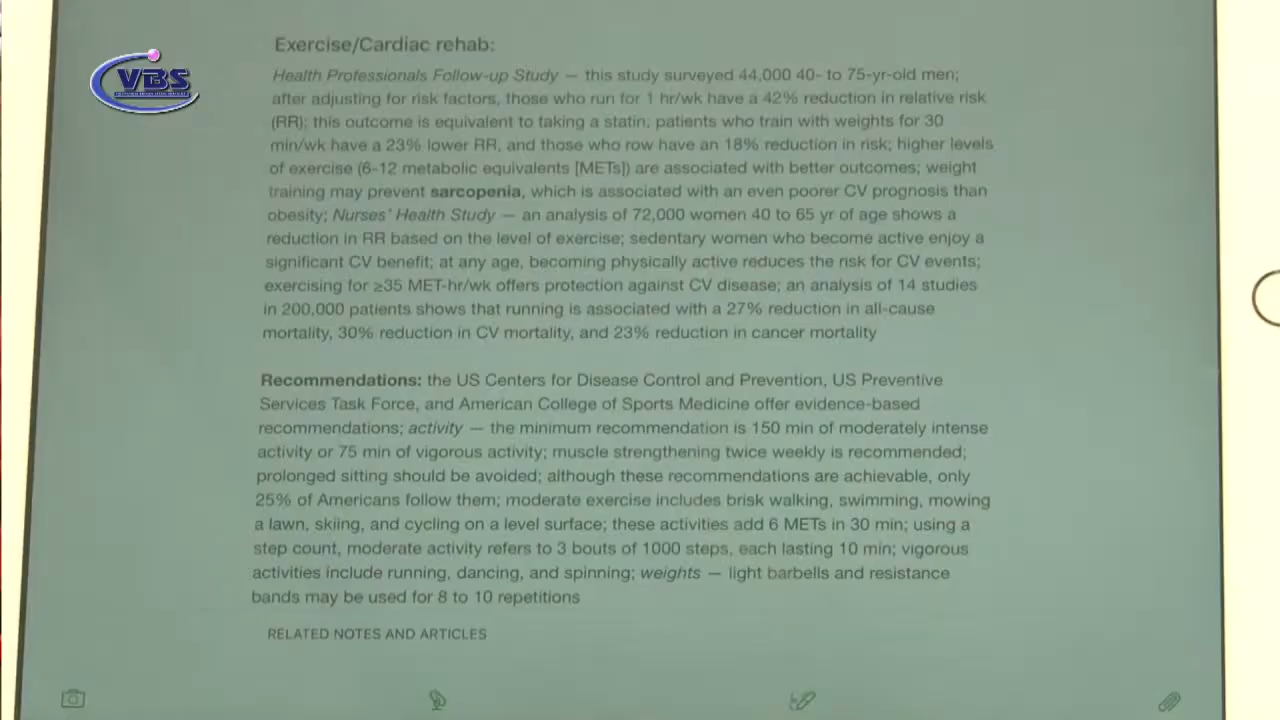 VBS
Exercise/Cardiac rehab:
Health Professionals Follow-up Study — this study surveyed 44,000 40- to 75-yr-old men;
after adjusting for risk factors, those who run for 1 hr/wk have a 42% reduction in relative risk
(RR); this outcome is equivalent to taking a statin; patients who train with weights for 30
min/wk have a 23% lower RR, and those who row have an 18% reduction in risk; higher levels
of exercise (6-12 metabolic equivalents [METs]) are associated with better outcomes; weight
training may prevent sarcopenia, which is associated with an even poorer CV prognosis than
obesity; Nurses' Health Study — an analysis of 72,000 women 40 to 65 yr of age shows a
reduction in RR based on the level of exercise; sedentary women who become active enjoy a
significant CV benefit; at any age, becoming physically active reduces the risk for CV events;
exercising for ≥35 MET-hr/wk offers protection against CV disease; an analysis of 14 studies
in 200,000 patients shows that running is associated with a 27% reduction in all-cause
mortality, 30% reduction in CV mortality, and 23% reduction in cancer mortality
Recommendations: the US Centers for Disease Control and Prevention, US Preventive
Services Task Force, and American College of Sports Medicine offer evidence-based
recommendations; activity — the minimum recommendation is 150 min of moderately intense
activity or 75 min of vigorous activity; muscle strengthening twice weekly is recommended;
prolonged sitting should be avoided; although these recommendations are achievable, only
25% of Americans follow them; moderate exercise includes brisk walking, swimming, mowing
a lawn, skiing, and cycling on a level surface; these activities add 6 METs in 30 min; using a
step count, moderate activity refers to 3 bouts of 1000 steps, each lasting 10 min; vigorous
activities include running, dancing, and spinning; weights — light barbells and resistance
bands may be used for 8 to 10 repetitions
RELATED NOTES AND ARTICLES